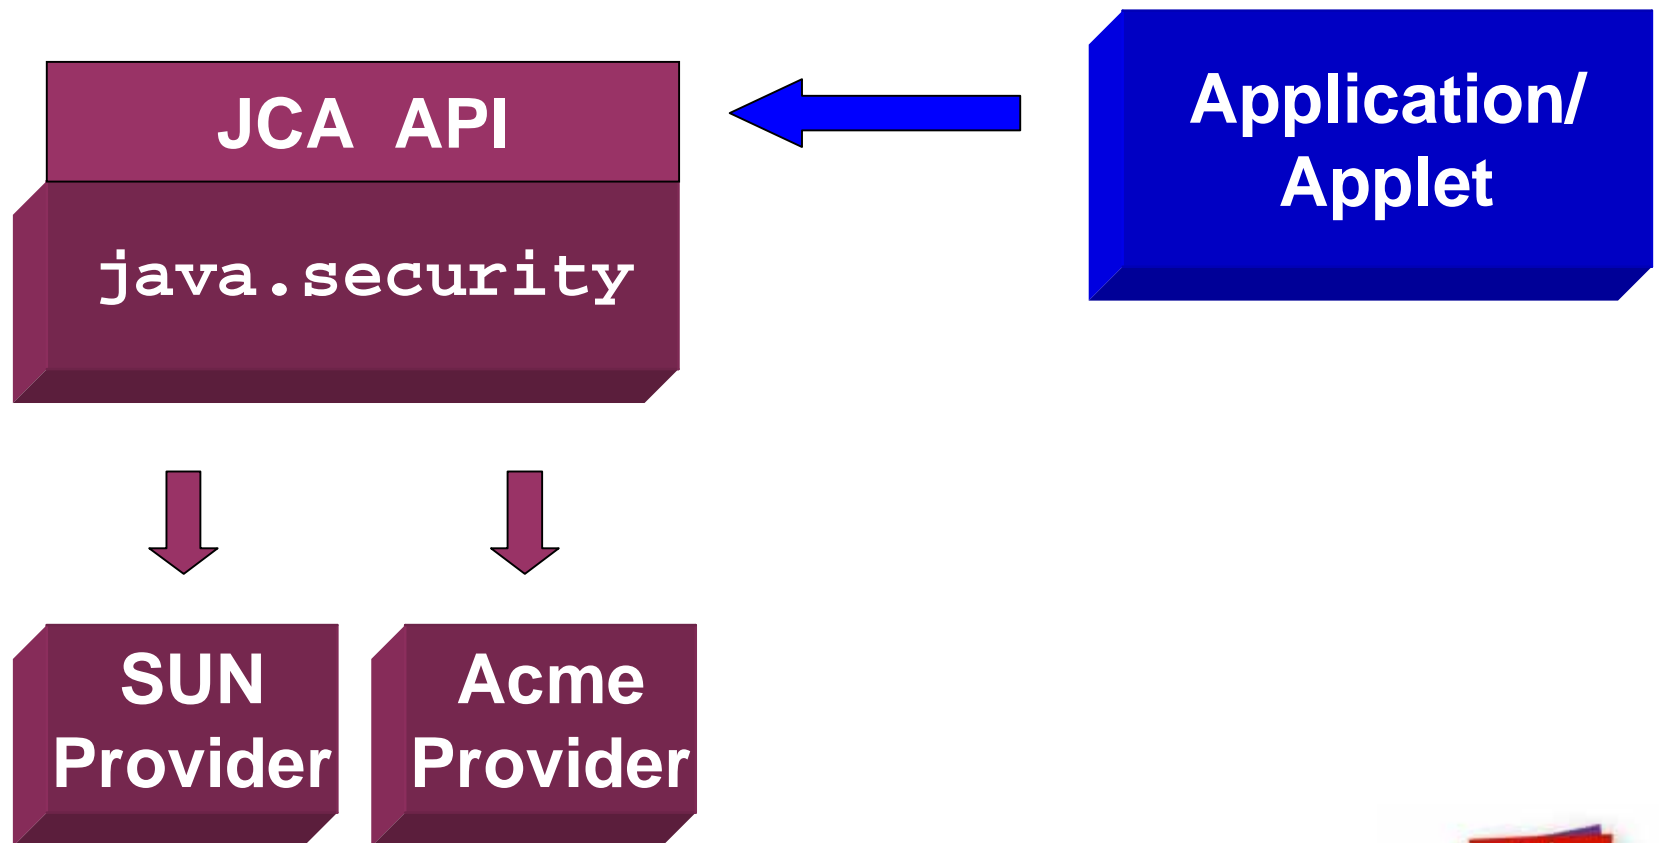 JCA API
java.security
Application/
Applet
SUN
Provider
Acme
Provider